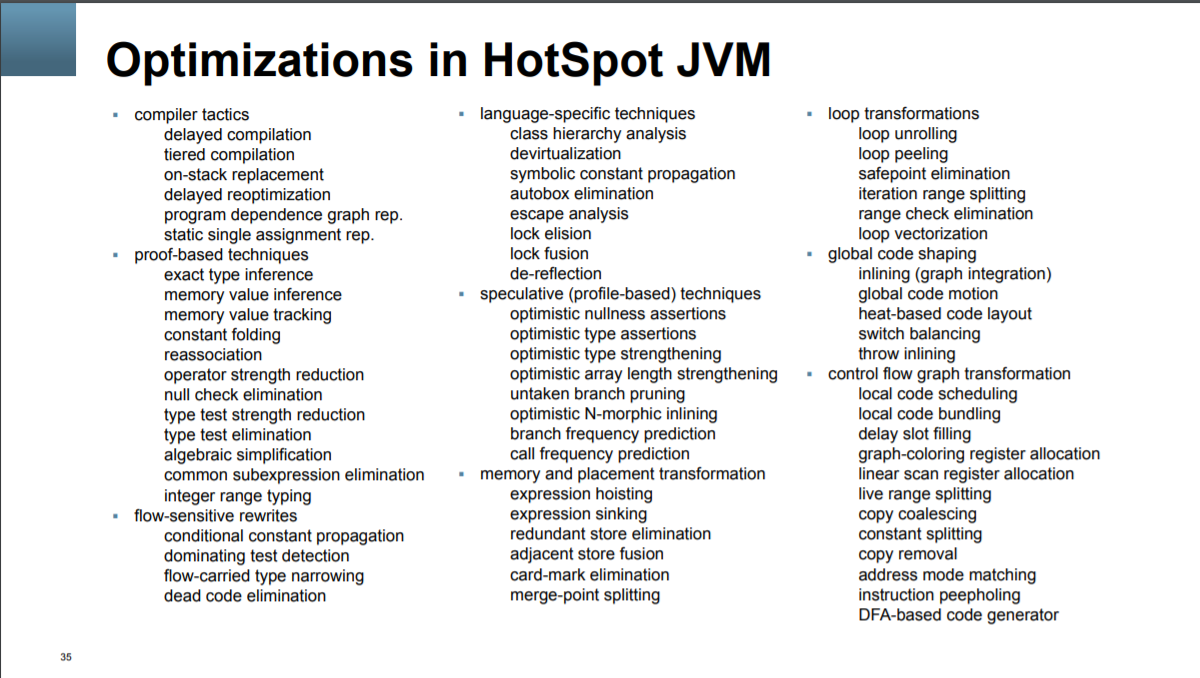 Optimizations in HotSpot JVM
▪ compiler tactics
delayed compilation
tiered compilation
on-stack replacement
delayed reoptimization
program dependence graph rep.
static single assignment rep.
▪ proof-based techniques
exact type inference
memory value inference
memory value tracking
constant folding
reassociation
operator strength reduction
null check elimination
type test strength reduction
type test elimination
algebraic simplification
common subexpression elimination
integer range typing
▪ flow-sensitive rewrites
conditional constant propagation
dominating test detection
flow-carried type narrowing
dead code elimination
▪ language-specific techniques
class hierarchy analysis
devirtualization
symbolic constant propagation
autobox elimination
escape analysis
lock elision
lock fusion
de-reflection
▪ speculative (profile-based) techniques
optimistic nullness assertions
optimistic type assertions
optimistic type strengthening
optimistic array length strengthening
untaken branch pruning
optimistic N-morphic inlining
branch frequency prediction
call frequency prediction
▪ memory and placement transformation
expression hoisting
expression sinking
redundant store elimination
adjacent store fusion
card-mark elimination
merge-point splitting
▪ loop transformations
loop unrolling
loop peeling
safepoint elimination
iteration range splitting
range check elimination
loop vectorization
▪ global code shaping
inlining (graph integration)
global code motion
heat-based code layout
switch balancing
throw inlining
▪ control flow graph transformation
local code scheduling
local code bundling
delay slot filling
graph-coloring register allocation
linear scan register allocation
live range splitting
copy coalescing
constant splitting
copy removal
address mode matching
instruction peepholing
DFA-based code generator
35